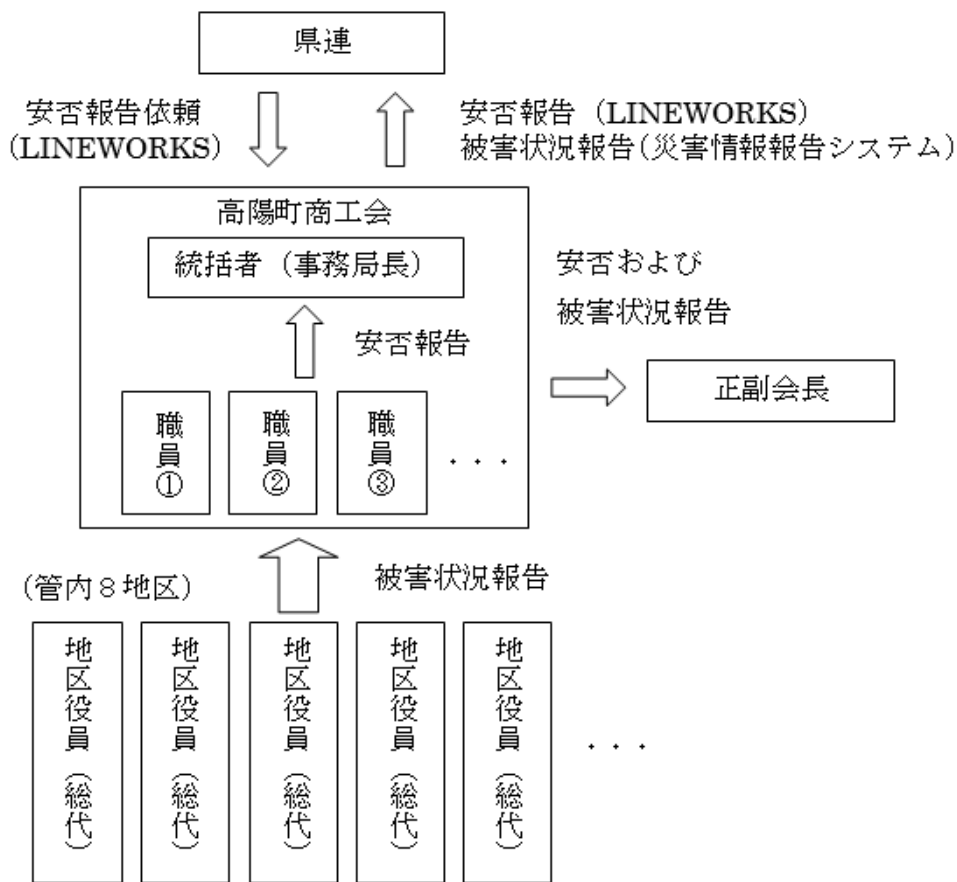 県連
安否報告依頼
(LINEWORKS)
安否報告（LINEWORKS）
被害状況報告(災害情報報告システム)
高陽町商工会
統括者（事務局長）
安否報告
安否および
被害状況報告
正副会長
職員①
職員②
職員③
・・・
(管内８地区)
被害状況報告
地区役員（総代）
地区役員（総代）
地区役員（総代）
地区役員（総代）
地区役員（総代）
・・・